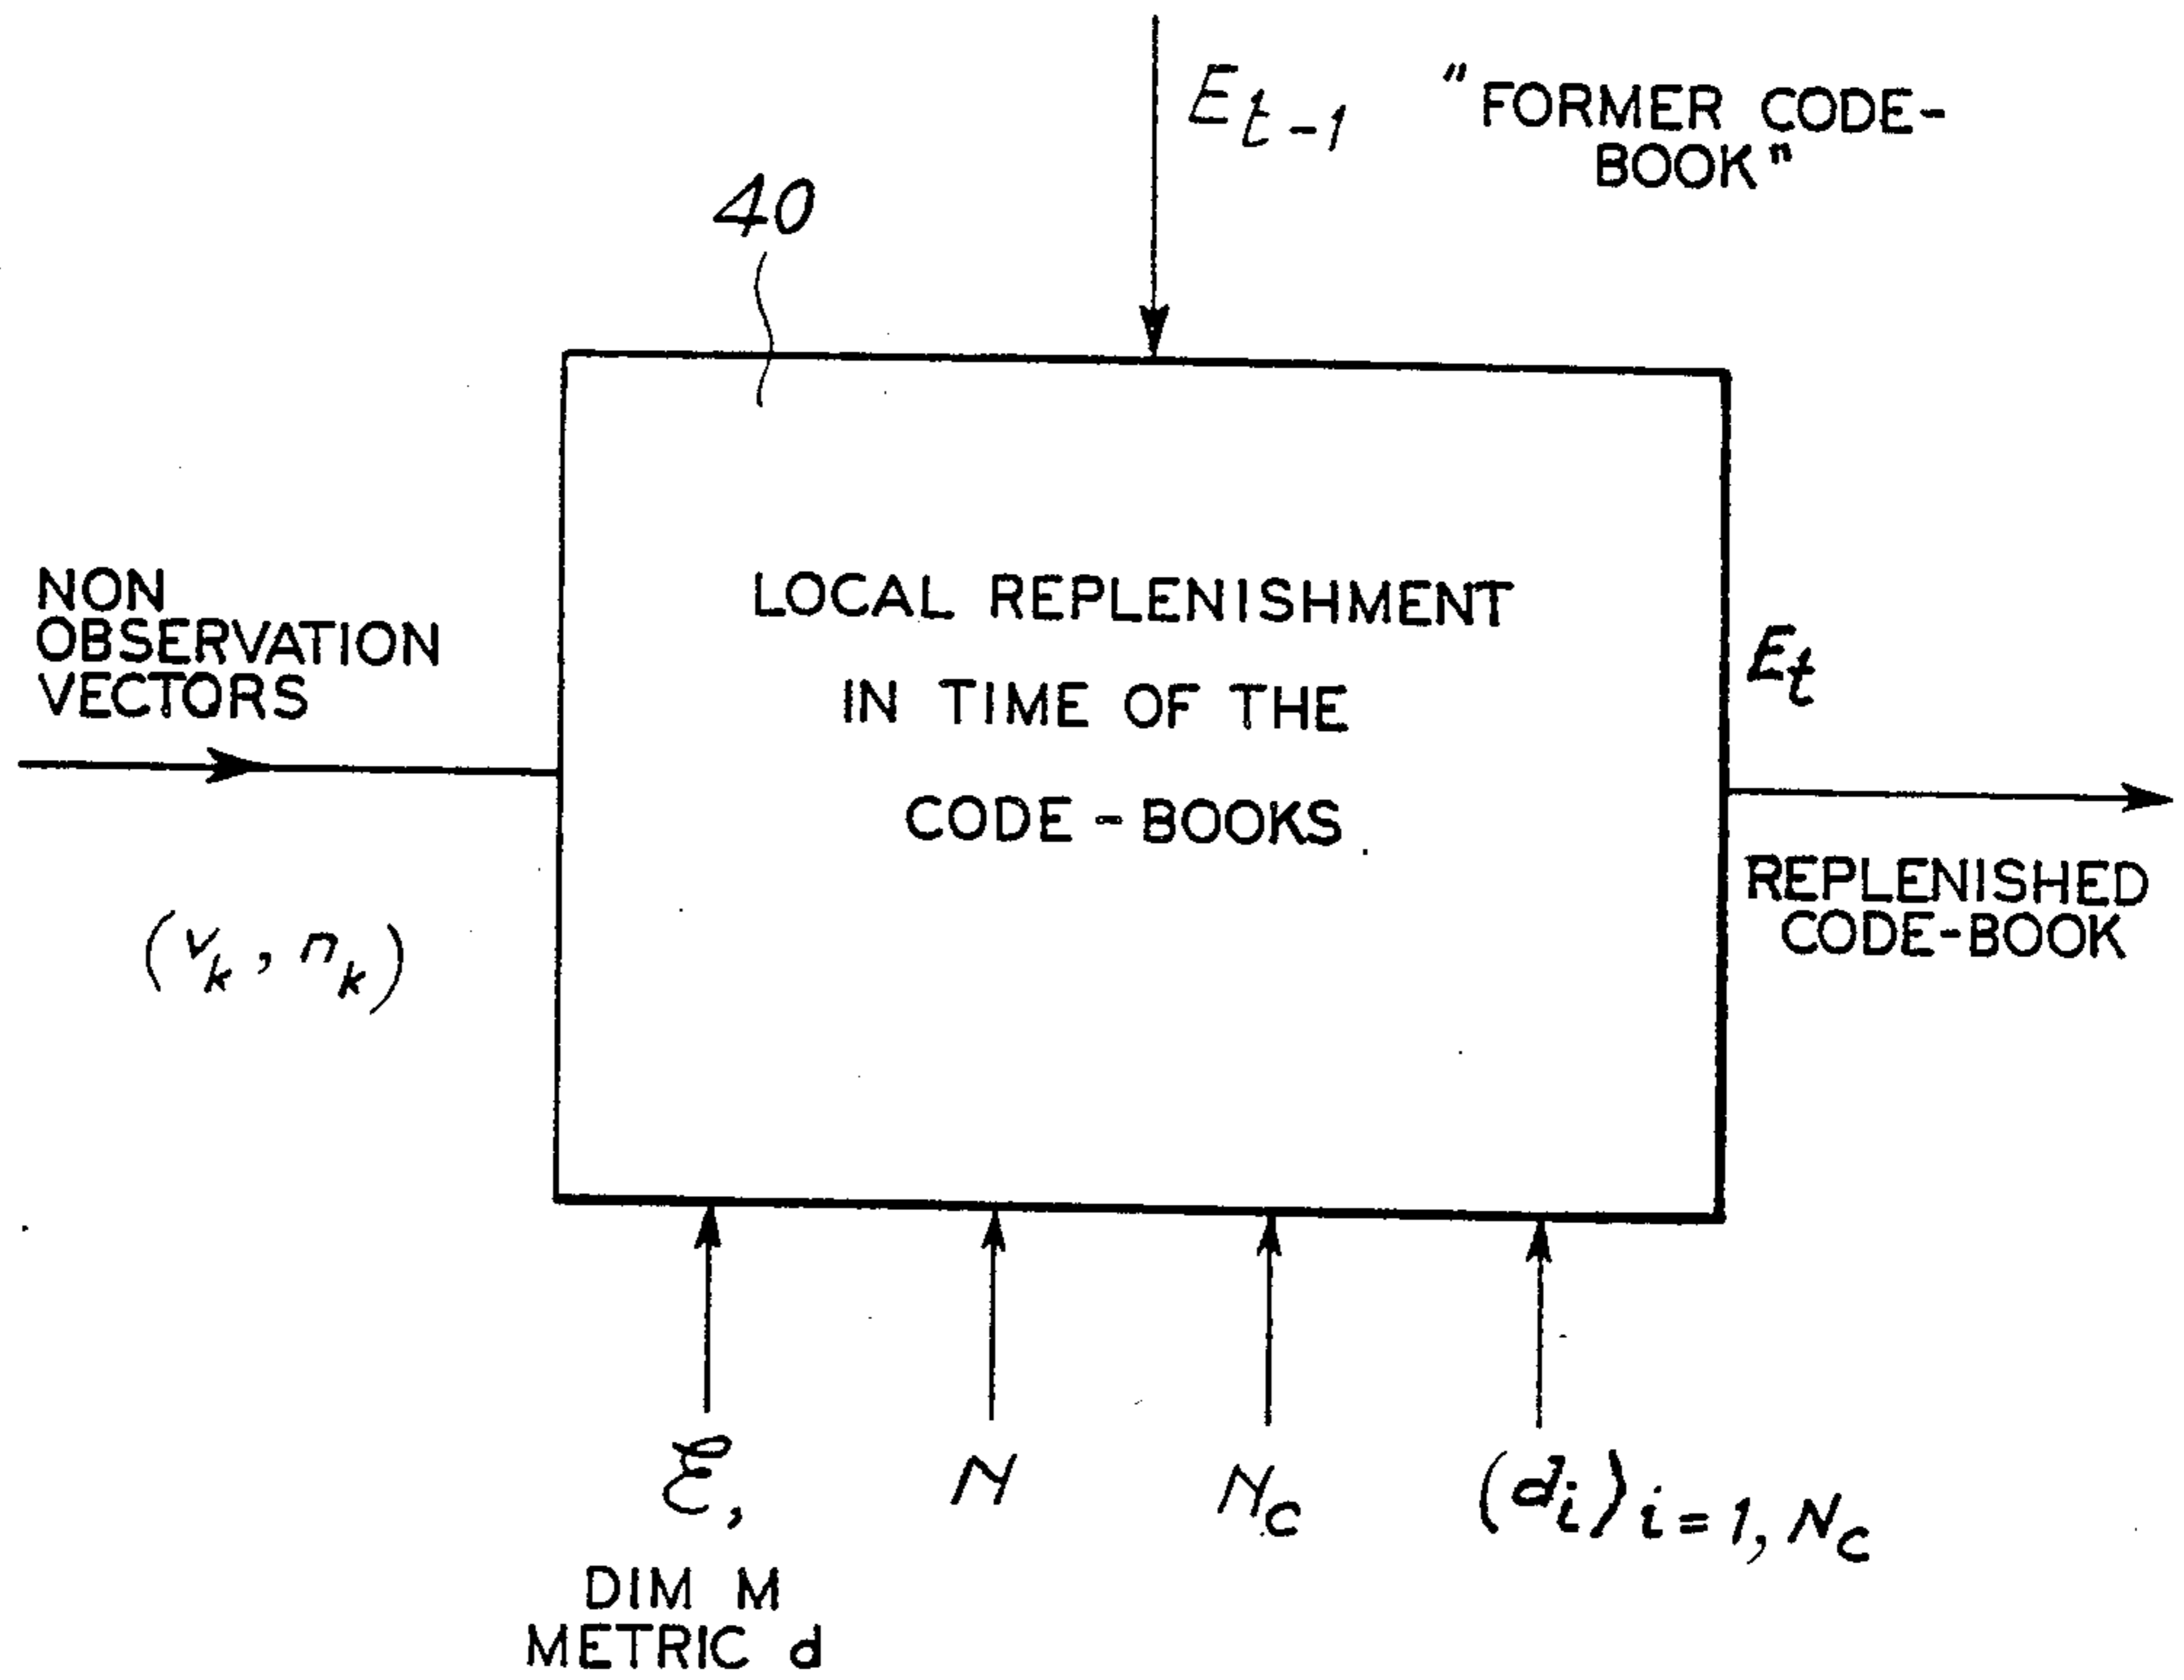 E_{t-1}
"FORMER CODE-
BOOK"
40
NON
OBSERVATION
VECTORS
(v_k, n_k)
LOCAL REPLENISHMENT
IN TIME OF THE
CODE-BOOKS
E_t
REPLENISHED
CODE-BOOK
ℰ,
DIM M
METRIC d
N
N_c
(d_i)_{i=1, N_c}